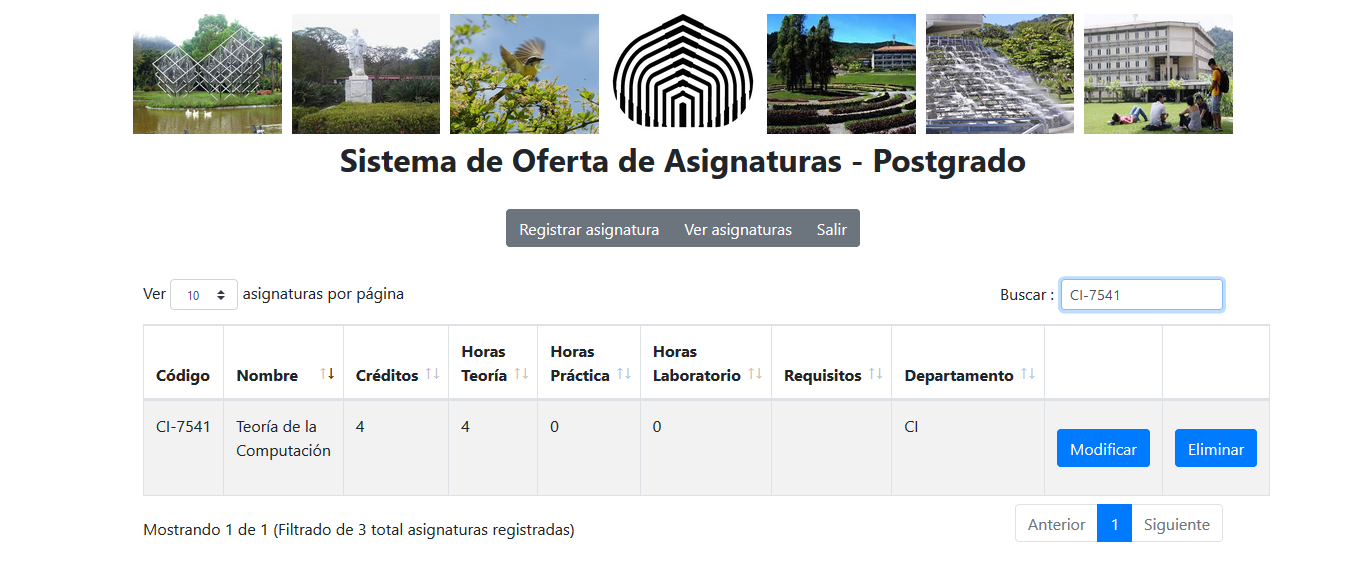 Sistema de Oferta de Asignaturas - Postgrado
Registrar asignatura Ver asignaturas Salir
Ver 10 asignaturas por página Buscar : CI-7541
Código Nombre Créditos Horas Teoría Horas Práctica Horas Laboratorio Requisitos Departamento
CI-7541 Teoría de la Computación 4 4 0 0 CI Modificar Eliminar
Mostrando 1 de 1 (Filtrado de 3 total asignaturas registradas) Anterior 1 Siguiente